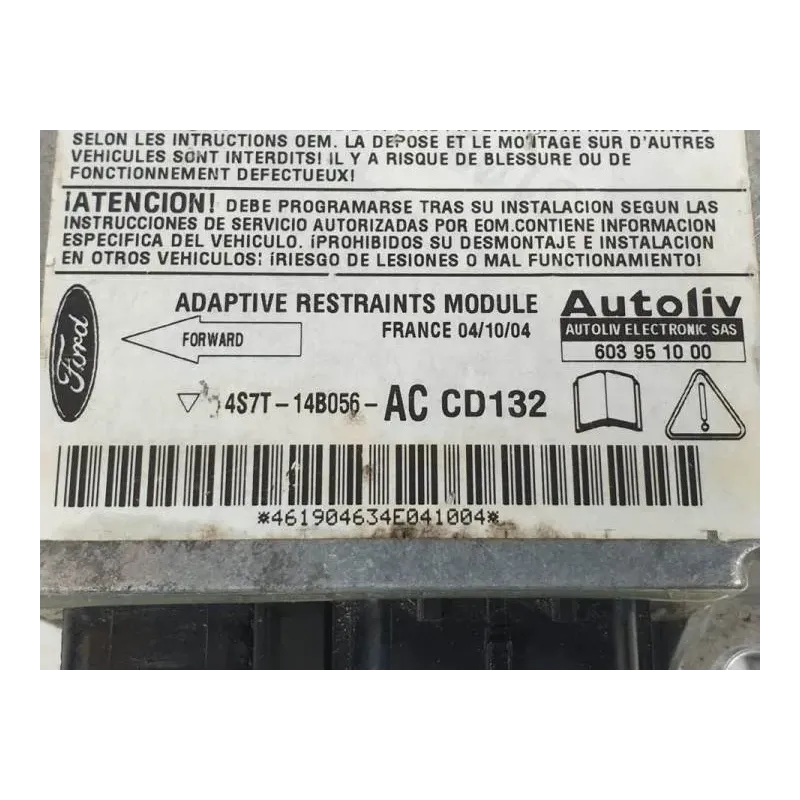 SELON LES INTRUCTIONS OEM. LA DEPOSE ET LE MOTAGE SUR D'AUTRES
VEHICULES SONT INTERDITS! IL Y A RISQUE DE BLESSURE OU DE
FONCTIONNEMENT DEFECTUEUX!
¡ATENCION! DEBE PROGRAMARSE TRAS SU INSTALACION SEGUN LAS
INSTRUCCIONES DE SERVICIO AUTORIZADAS POR EOM.CONTIENE INFORMACION
ESPECIFICA DEL VEHICULO. ¡PROHIBIDOS SU DESMONTAJE E INSTALACION
EN OTROS VEHICULOS! ¡RIESGO DE LESIONES O MAL FUNCIONAMIENTO!
Ford
FORWARD
ADAPTIVE RESTRAINTS MODULE
FRANCE 04/10/04
Autoliv
AUTOLIV ELECTRONIC SAS
603 95 10 00
4S7T-14B056-AC CD132
*461904634E041004*